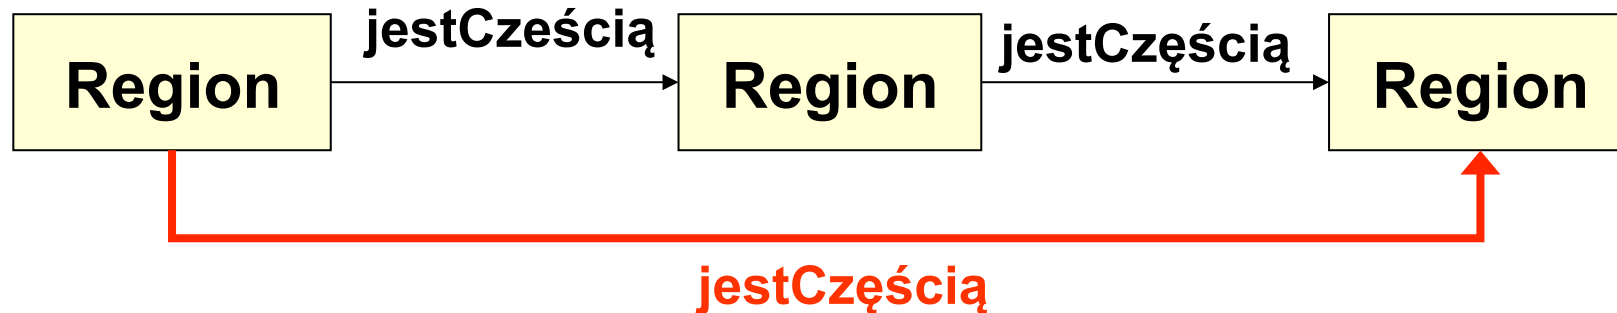 jestCześcią
jestCzęścią
Region
Region
Region
jestCzęścią